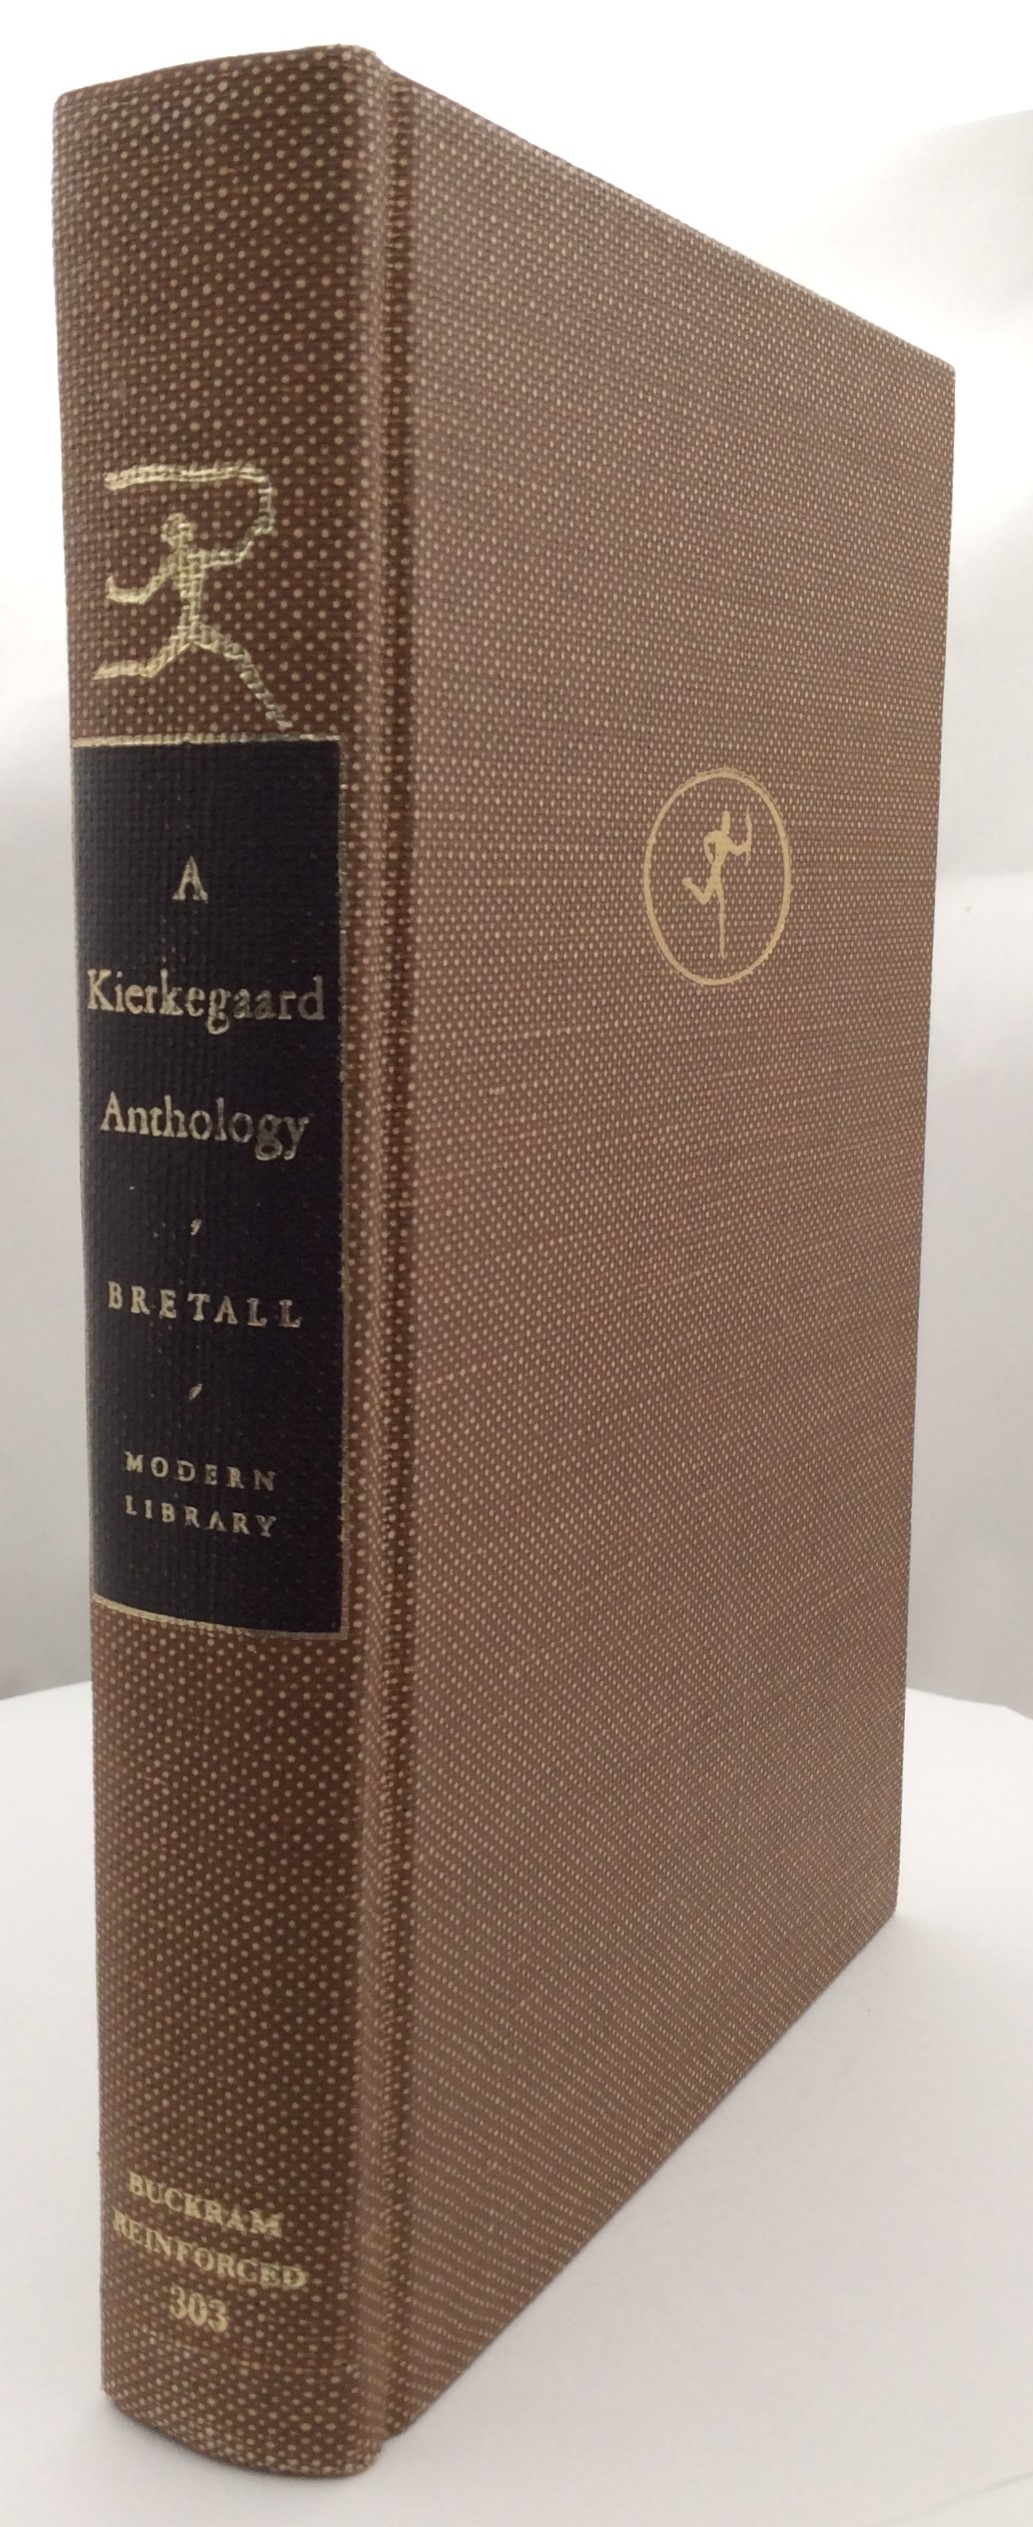 A
Kierkegaard
Anthology
BRETALL
MODERN
LIBRARY
BUCKRAM
REINFORCED
303